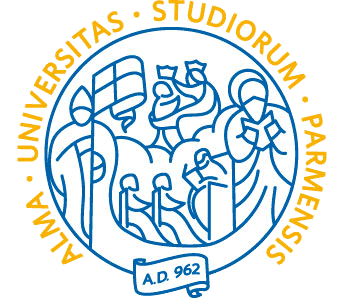 ALMA · UNIVERSITAS · STUDIORUM · PARMENSIS
A.D. 962